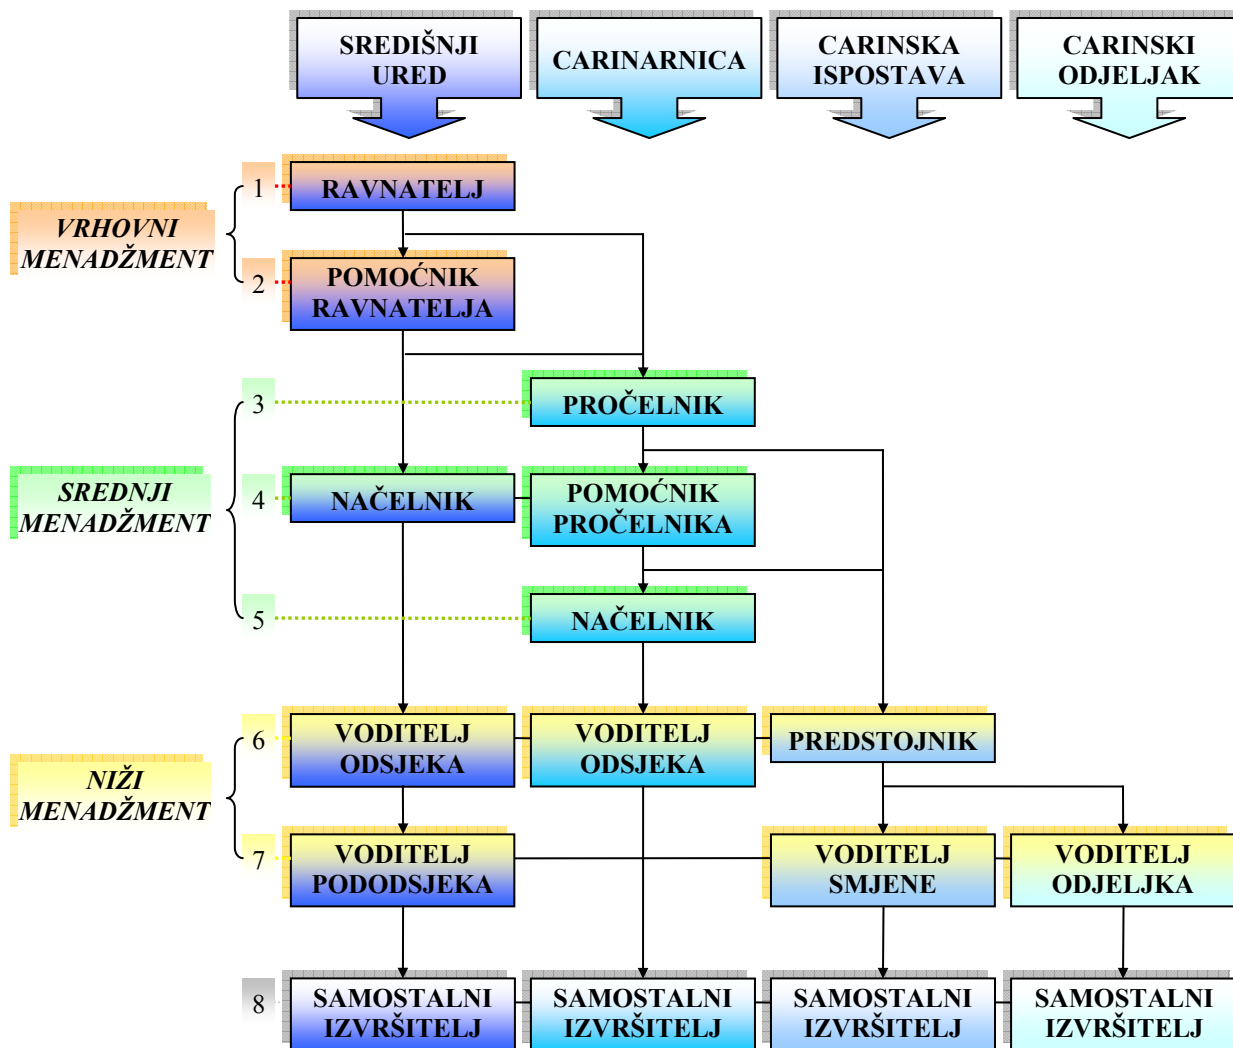 SREDIŠNJI
URED
CARINARNICA
CARINSKA
ISPOSTAVA
CARINSKI
ODJELJAK
VRHOVNI
MENADŽMENT
1
RAVNATELJ
2
POMOĆNIK
RAVNATELJA
SREDNJI
MENADŽMENT
3
PROČELNIK
4
NAČELNIK
POMOĆNIK
PROČELNIKA
5
NAČELNIK
NIŽI
MENADŽMENT
6
VODITELJ
ODSJEKA
VODITELJ
ODSJEKA
PREDSTOJNIK
7
VODITELJ
PODODSJEKA
VODITELJ
SMJENE
VODITELJ
ODJELJKA
8
SAMOSTALNI
IZVRŠITELJ
SAMOSTALNI
IZVRŠITELJ
SAMOSTALNI
IZVRŠITELJ
SAMOSTALNI
IZVRŠITELJ